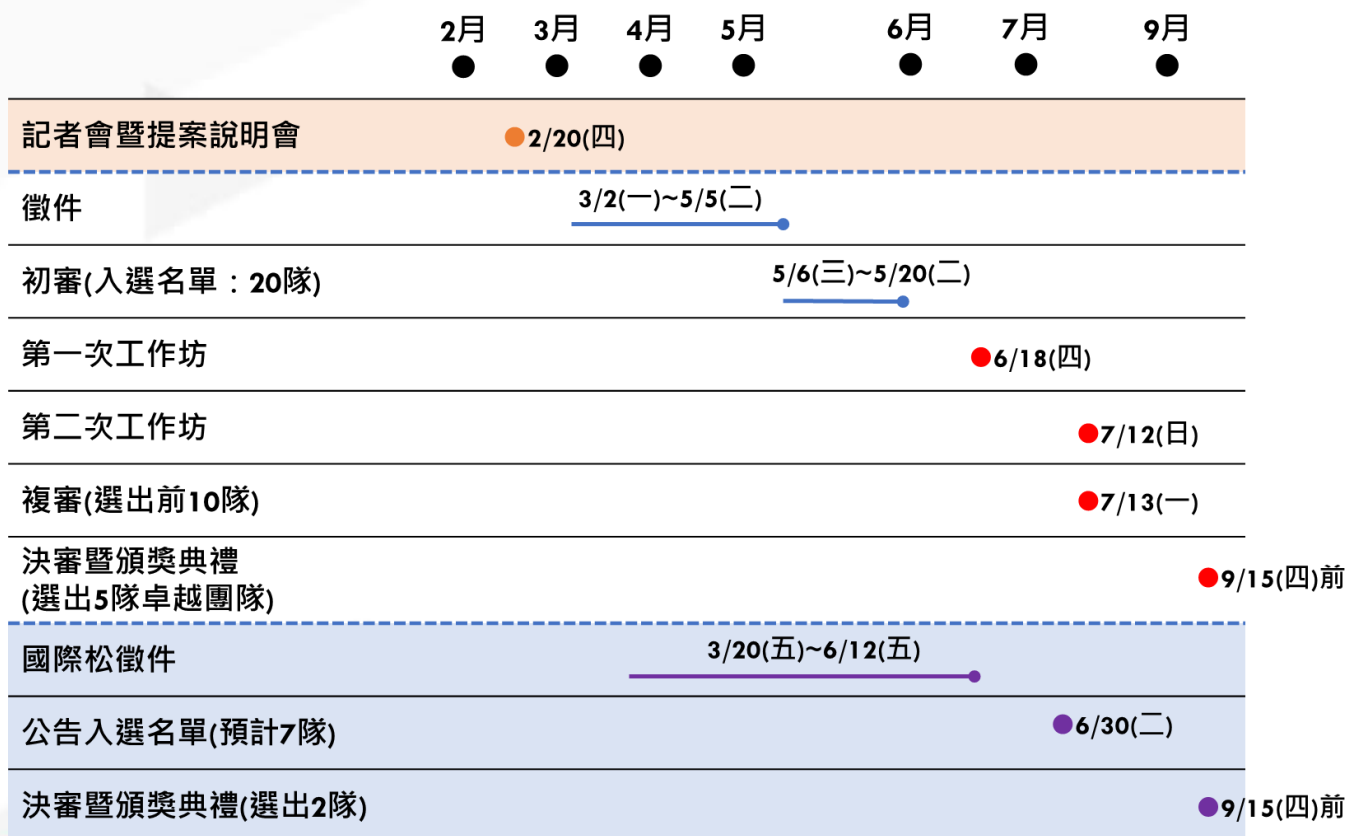 2月 3月 4月 5月 6月 7月 9月
記者會暨提案說明會 2/20(四)
徵件 3/2(一)~5/5(二)
初審(入選名單：20隊) 5/6(三)~5/20(二)
第一次工作坊 6/18(四)
第二次工作坊 7/12(日)
複審(選出前10隊) 7/13(一)
決審暨頒獎典禮
(選出5隊卓越團隊) 9/15(四)前
國際松徵件 3/20(五)~6/12(五)
公告入選名單(預計7隊) 6/30(二)
決審暨頒獎典禮(選出2隊) 9/15(四)前